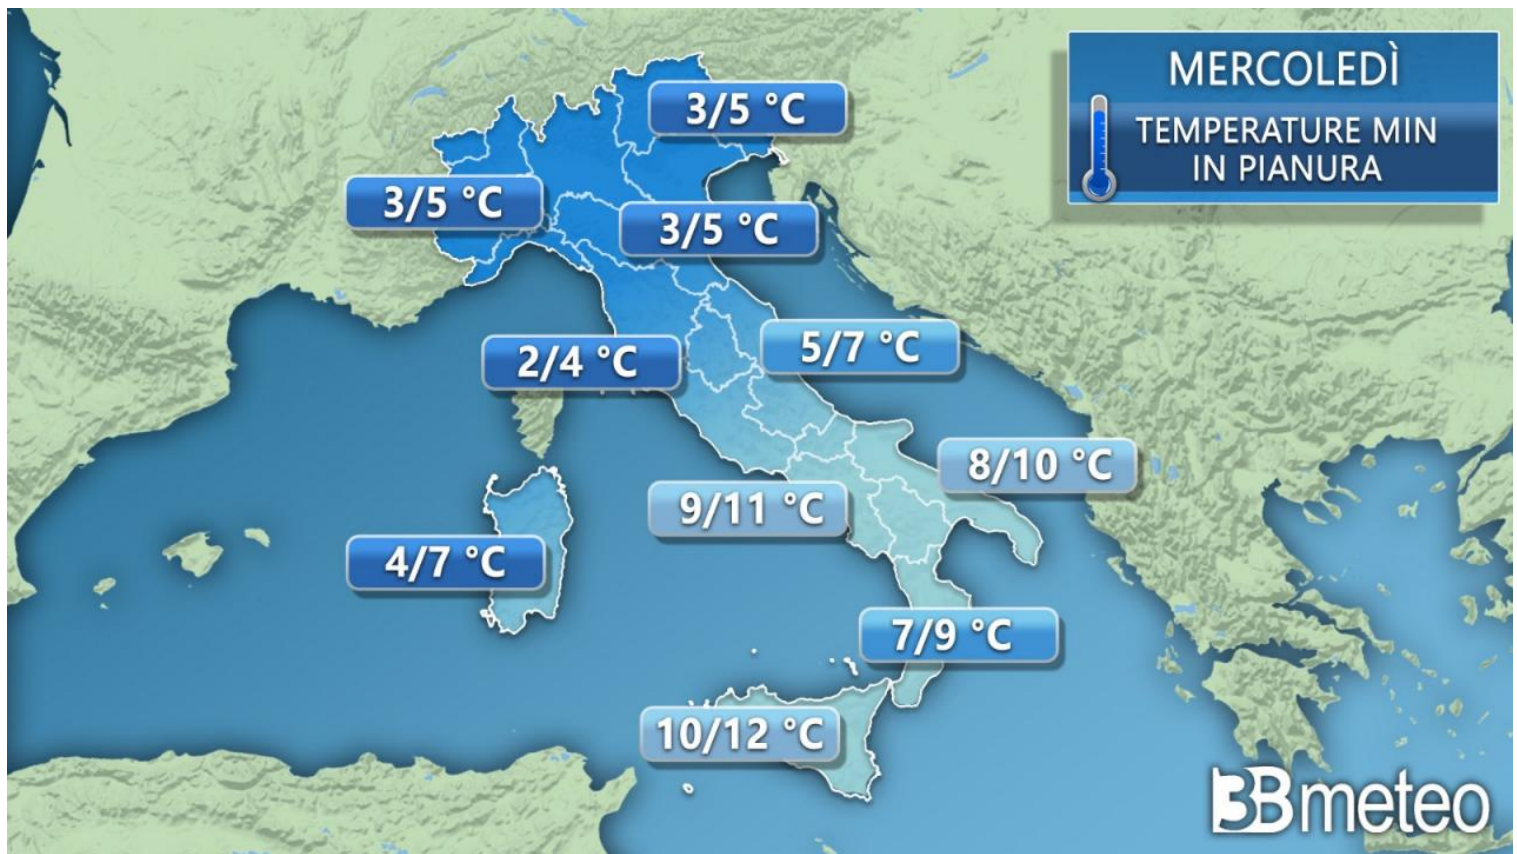 MERCOLEDÌ
TEMPERATURE MIN
IN PIANURA
3/5 °C
3/5 °C
3/5 °C
2/4 °C
5/7 °C
8/10 °C
9/11 °C
4/7 °C
7/9 °C
10/12 °C
3Bmeteo